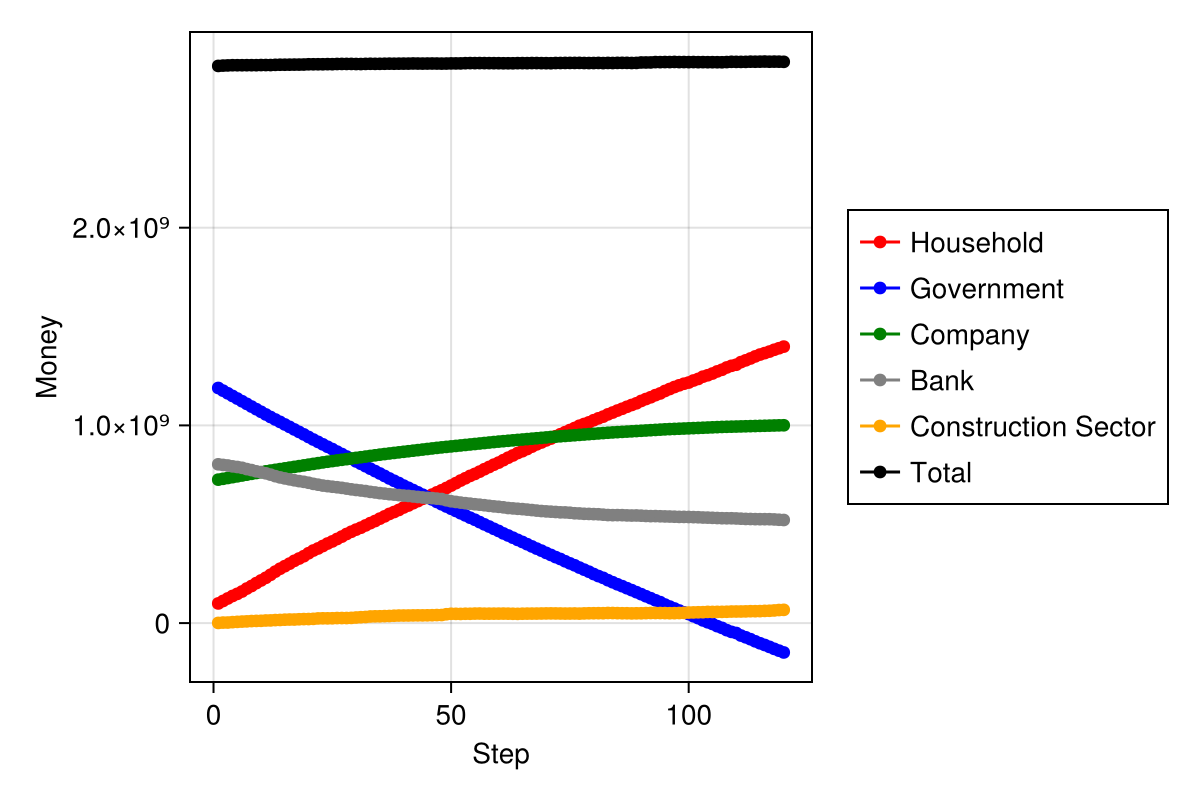 Money
2.0×10⁹
1.0×10⁹
0
0
50
100
Step
Household
Government
Company
Bank
Construction Sector
Total